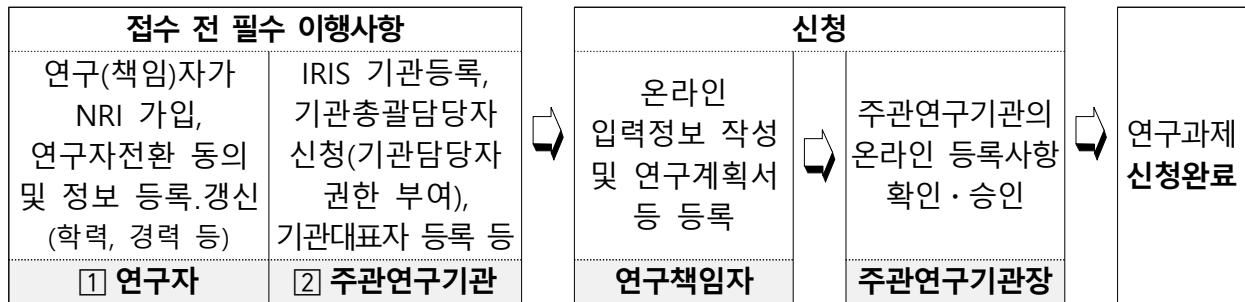 접수 전 필수 이행사항
연구(책임)자가
NRI 가입,
연구자전환 동의
및 정보 등록.갱신
(학력, 경력 등)
1 연구자
IRIS 기관등록,
기관총괄담당자
신청(기관담당자
권한 부여),
기관대표자 등록 등
2 주관연구기관
신청
온라인
입력정보 작성
및 연구계획서
등 등록
연구책임자
주관연구기관의
온라인 등록사항
확인·승인
주관연구기관장
연구과제
신청완료